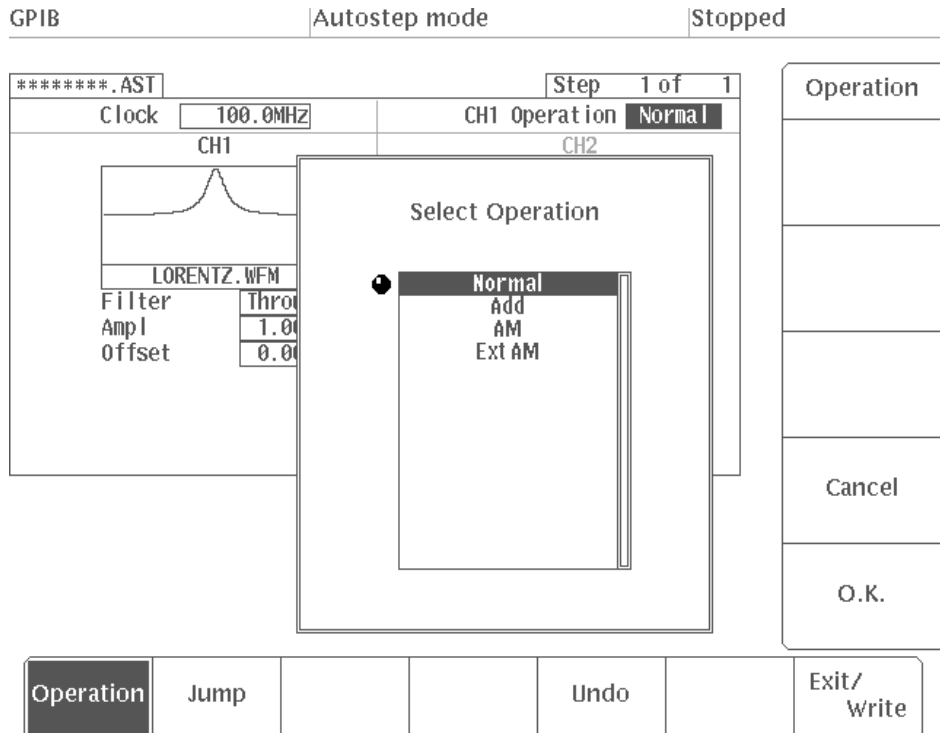 GPIB Autostep mode Stopped
********.AST Step 1 of 1
Clock 100.0MHz CH1 Operation Normal
CH1 CH2
LORENTZ.WFM
Filter
Ampl
Offset
Select Operation
Normal
Add
AM
Ext AM
Operation
Cancel
O.K.
Operation Jump Undo Exit/
Write